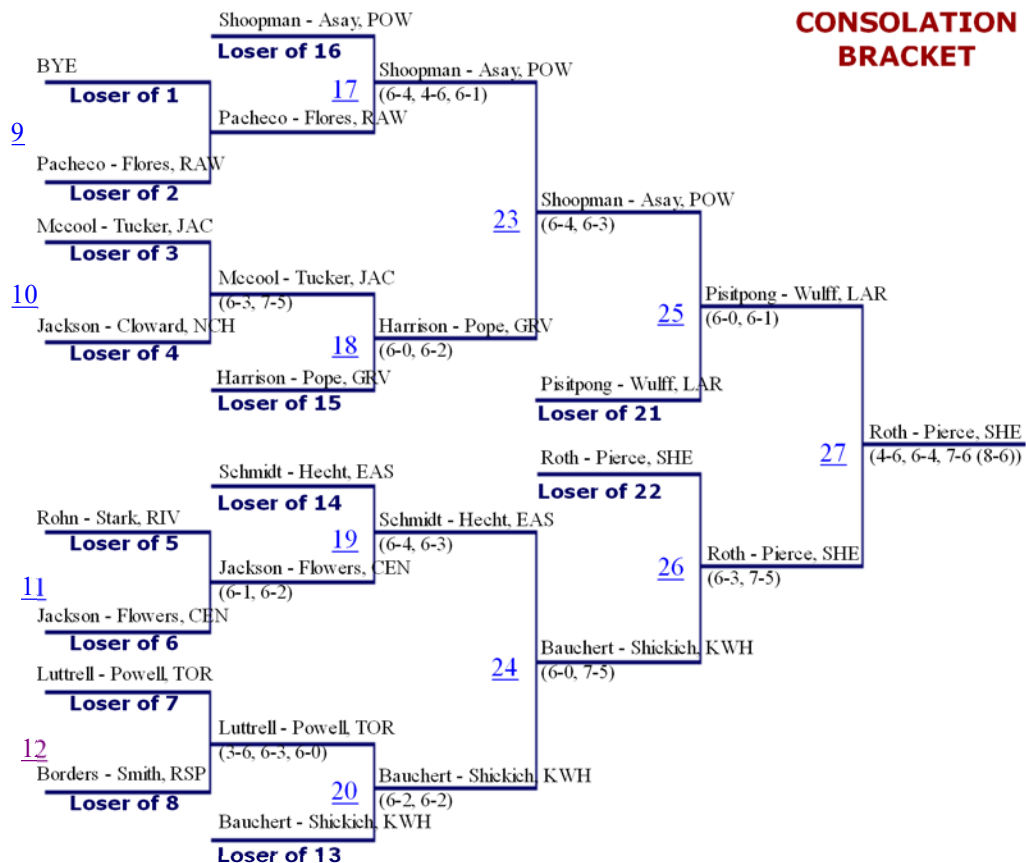 CONSOLATION
BRACKET
Shoopman - Asay, POW
Loser of 16
BYE
Loser of 1
17
Shoopman - Asay, POW
(6-4, 4-6, 6-1)
9
Pacheco - Flores, RAW
Pacheco - Flores, RAW
Loser of 2
23
Shoopman - Asay, POW
(6-4, 6-3)
Mccool - Tucker, JAC
Loser of 3
10
Mccool - Tucker, JAC
(6-3, 7-5)
Jackson - Cloward, NCH
Loser of 4
18
Harrison - Pope, GRV
(6-0, 6-2)
Harrison - Pope, GRV
Loser of 15
25
Pisitpong - Wulff, LAR
(6-0, 6-1)
Pisitpong - Wulff, LAR
Loser of 21
27
Roth - Pierce, SHE
(4-6, 6-4, 7-6 (8-6))
Schmidt - Hecht, EAS
Loser of 14
Roth - Pierce, SHE
Loser of 22
Rohn - Stark, RIV
Loser of 5
19
Schmidt - Hecht, EAS
(6-4, 6-3)
11
Jackson - Flowers, CEN
(6-1, 6-2)
26
Roth - Pierce, SHE
(6-3, 7-5)
Jackson - Flowers, CEN
Loser of 6
24
Bauchert - Shickich, KWH
(6-0, 7-5)
Luttrell - Powell, TOR
Loser of 7
12
Luttrell - Powell, TOR
(3-6, 6-3, 6-0)
Borders - Smith, RSP
Loser of 8
20
Bauchert - Shickich, KWH
(6-2, 6-2)
Bauchert - Shickich, KWH
Loser of 13